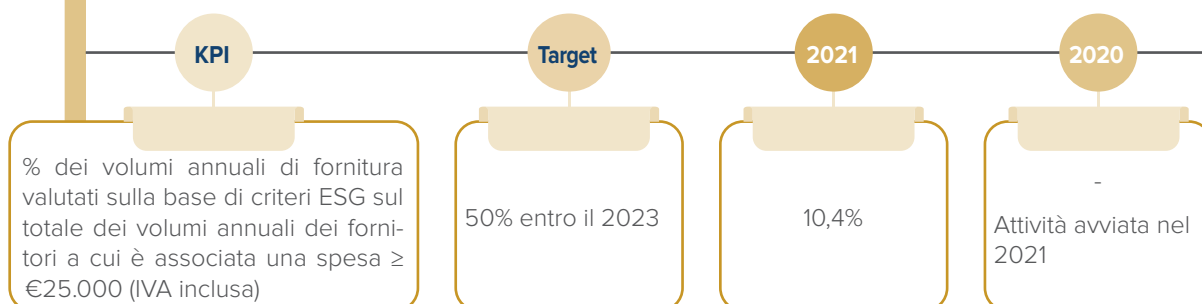 KPI
Target
2021
2020
% dei volumi annuali di fornitura
valutati sulla base di criteri ESG sul
totale dei volumi annuali dei forni-
tori a cui è associata una spesa ≥
€25.000 (IVA inclusa)
50% entro il 2023
10,4%
-
Attività avviata nel
2021